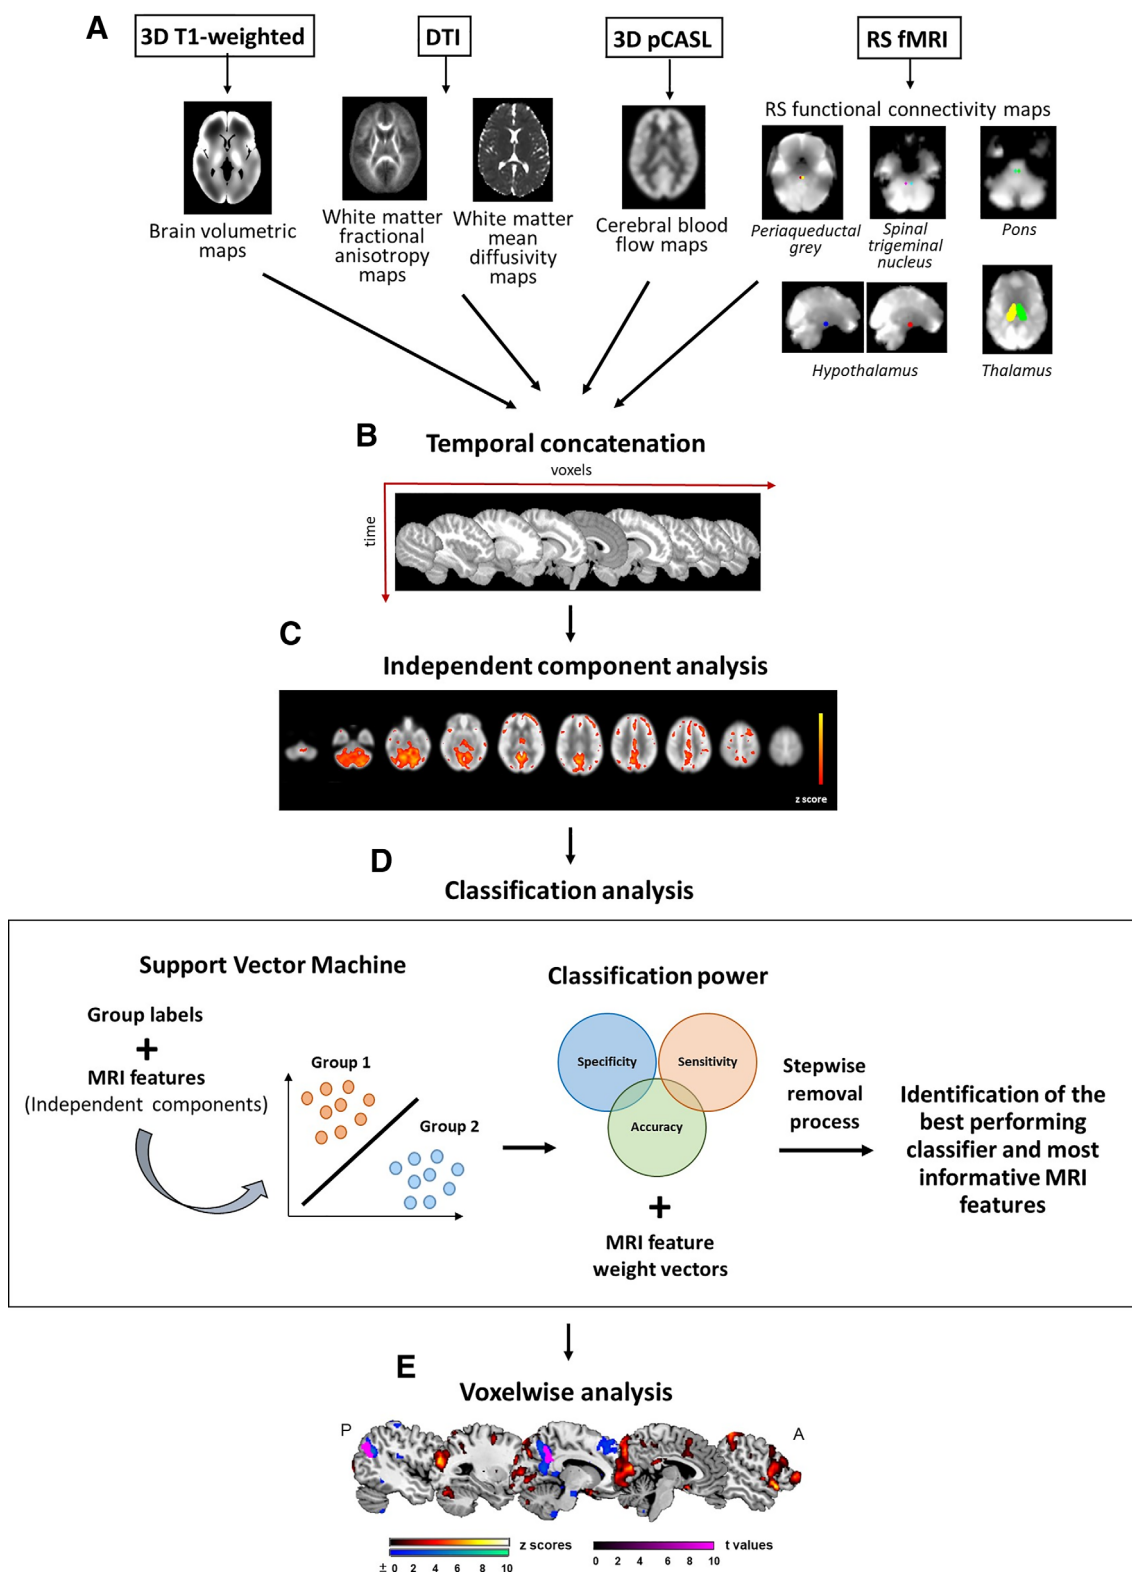 A
3D T1-weighted
DTI
3D pCASL
RS fMRI
RS functional connectivity maps
Brain volumetric
maps
White matter
fractional
anisotropy
maps
White matter
mean
diffusivity
maps
Cerebral blood
flow maps
Periaqueductal
grey
Spinal
trigeminal
nucleus
Pons
Hypothalamus
Thalamus
B
Temporal concatenation
voxels
time
C
Independent component analysis
z score
D
Classification analysis
Support Vector Machine
Group labels
+
MRI features
(Independent components)
Group 1
Group 2
Classification power
Specificity
Sensitivity
Accuracy
+
MRI feature
weight vectors
Stepwise
removal
process
Identification of the
best performing
classifier and most
informative MRI
features
E
Voxelwise analysis
P
A
z scores
± 0 2 4 6 8 10
t values
0 2 4 6 8 10